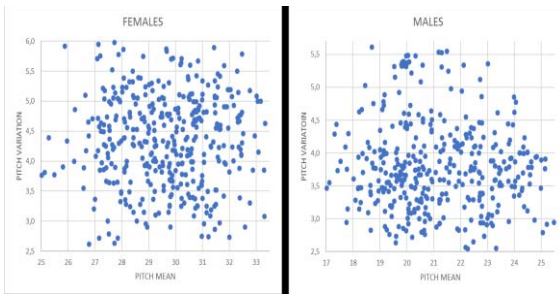 FEMALES
6,0
5,5
5,0
4,5
4,0
3,5
3,0
2,5
25 26 27 28 29 30 31 32 33
PITCH VARIATION
PITCH MEAN
MALES
5,5
5,0
4,5
4,0
3,5
3,0
2,5
17 18 19 20 21 22 23 24 25
PITCH VARIATOIN
PITCH MEAN